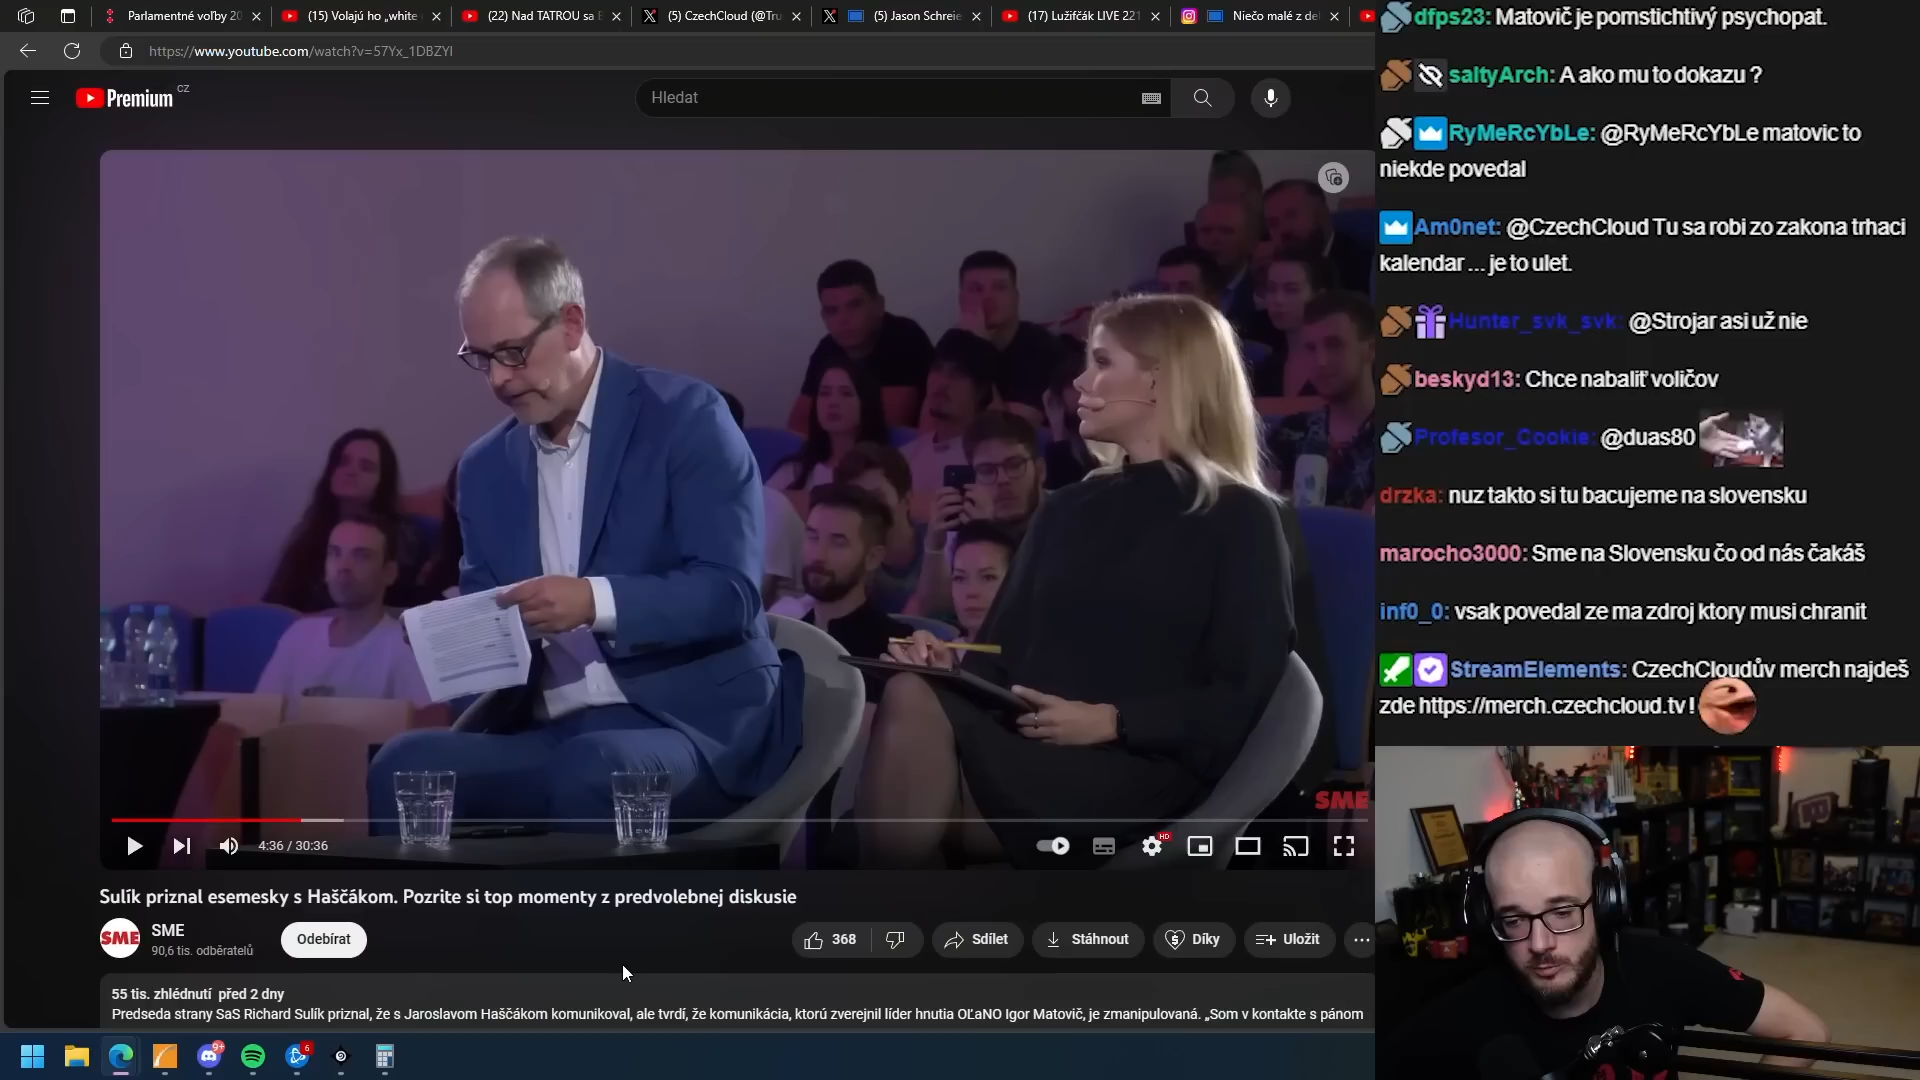 Parlamentné voľby 20
(15) Volajú ho „white
(22) Nad TATROU sa
(5) CzechCloud (@Tru
(5) Jason Schreie
(17) Lužifčák LIVE 221
Niečo malé z de
https://www.youtube.com/watch?v=57Yx_1DBZYI
Premium CZ
Hledat
SME
4:36 / 30:36
HD
Sulík priznal esemesky s Haščákom. Pozrite si top momenty z predvolebnej diskusie
SME
SME
90,6 tis. odběratelů
Odebírat
368
Sdílet
Stáhnout
Díky
Uložit
55 tis. zhlédnutí před 2 dny
Predseda strany SaS Richard Sulík priznal, že s Jaroslavom Haščákom komunikoval, ale tvrdí, že komunikácia, ktorú zverejnil líder hnutia OĽaNO Igor Matovič, je zmanipulovaná. „Som v kontakte s pánom
9+
6
dfps23: Matovič je pomstichtivý psychopat.
saltyArch: A ako mu to dokazu ?
RyMeRcYbLe: @RyMeRcYbLe matovic to
niekde povedal
Am0net: @CzechCloud Tu sa robi zo zakona trhaci
kalendar ... je to ulet.
Hunter_svk_svk: @Strojar asi už nie
beskyd13: Chce nabaliť voličov
Profesor_Cookie: @duas80
drzka: nuz takto si tu bacujeme na slovensku
marocho3000: Sme na Slovensku čo od nás čakáš
inf0_0: vsak povedal ze ma zdroj ktory musi chranit
StreamElements: CzechCloudův merch najdeš
zde https://merch.czechcloud.tv !